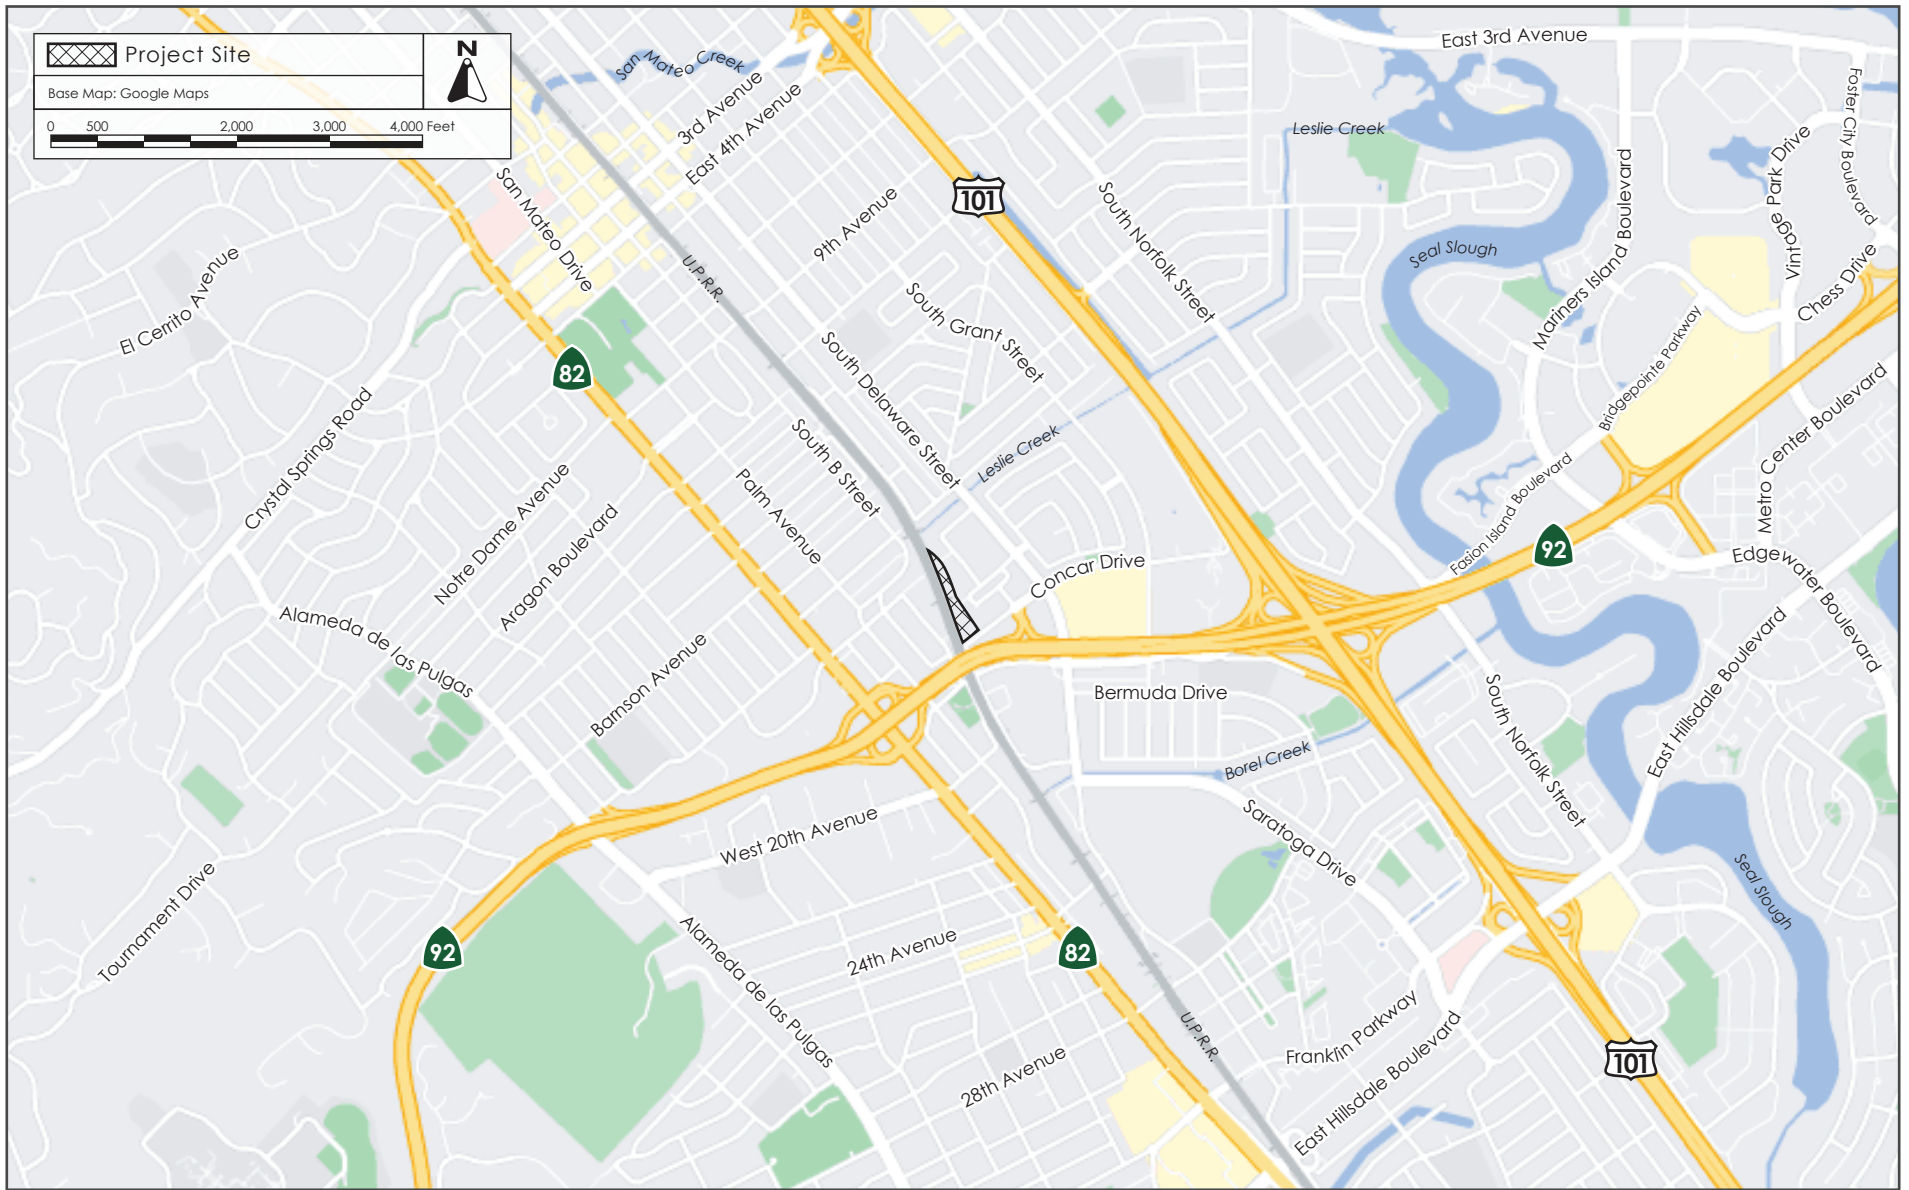 Project Site
N
Base Map: Google Maps
0 500 2,000 3,000 4,000 Feet
San Mateo Creek
3rd Avenue
East 4th Avenue
East 3rd Avenue
Foster City Boulevard
Leslie Creek
Vintage Park Drive
101
San Mateo Drive
9th Avenue
South Norfolk Street
Mariners Island Boulevard
Seal Slough
Chess Drive
U.P.R.R.
El Cerrito Avenue
South Grant Street
Bridgepointe Parkway
82
South Delaware Street
Crystal Springs Road
South B Street
Palm Avenue
Leslie Creek
Metro Center Boulevard
Notre Dame Avenue
Aragon Boulevard
Fasion Island Boulevard
92
Edgewater Boulevard
Concar Drive
Alameda de las Pulgas
Barnson Avenue
Bermuda Drive
South Norfolk Street
East Hillsdale Boulevard
Borel Creek
West 20th Avenue
Saratoga Drive
Tournament Drive
Seal Slough
92
Alameda de las Pulgas
24th Avenue
82
U.P.R.R.
Franklin Parkway
East Hillsdale Boulevard
28th Avenue
101